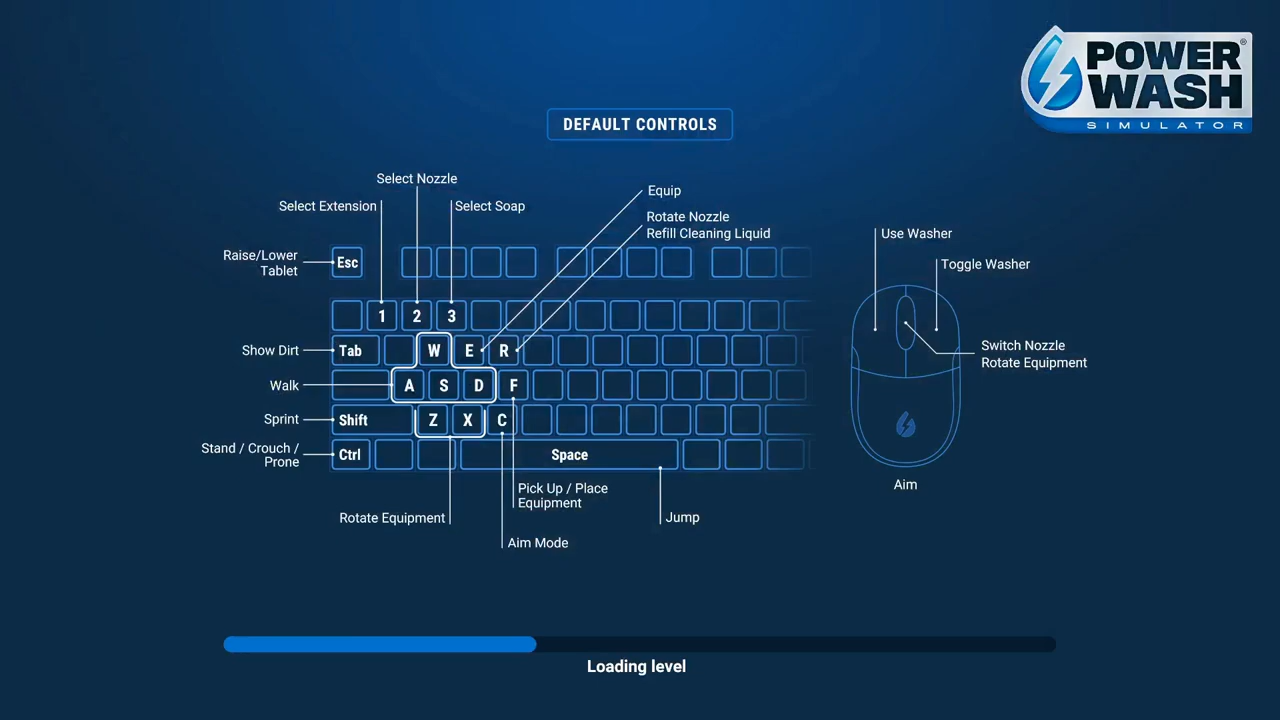 POWER
WASH®
SIMULATOR
DEFAULT CONTROLS
Select Nozzle
Select Extension
Select Soap
Equip
Rotate Nozzle
Refill Cleaning Liquid
Raise/Lower
Tablet
Esc
1 2 3
Show Dirt
Tab W E R
Walk
A S D F
Sprint
Shift Z X C
Stand / Crouch /
Prone
Ctrl Space
Rotate Equipment
Pick Up / Place
Equipment
Aim Mode
Jump
Use Washer
Toggle Washer
Switch Nozzle
Rotate Equipment
Aim
Loading level